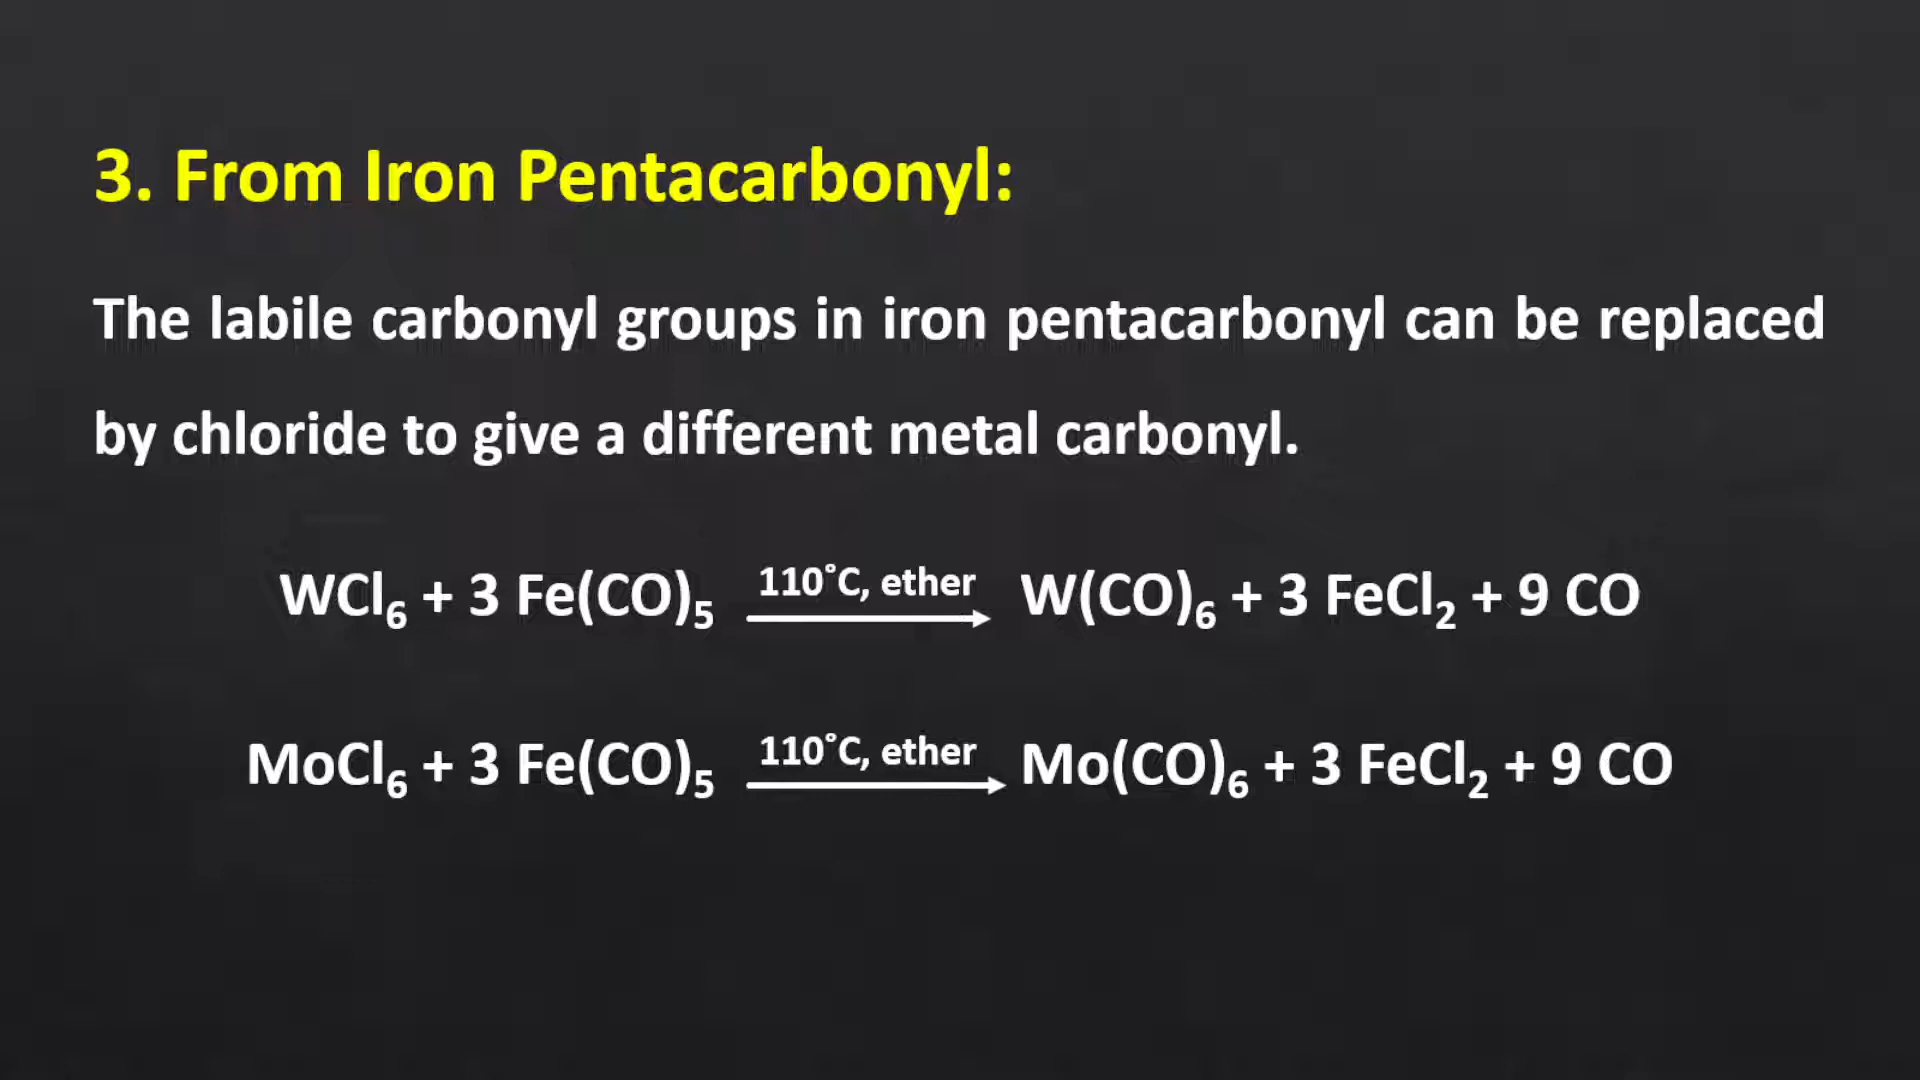 3. From Iron Pentacarbonyl:
The labile carbonyl groups in iron pentacarbonyl can be replaced
by chloride to give a different metal carbonyl.
WCl₆ + 3 Fe(CO)₅ 110˚C, ether W(CO)₆ + 3 FeCl₂ + 9 CO
MoCl₆ + 3 Fe(CO)₅ 110˚C, ether Mo(CO)₆ + 3 FeCl₂ + 9 CO